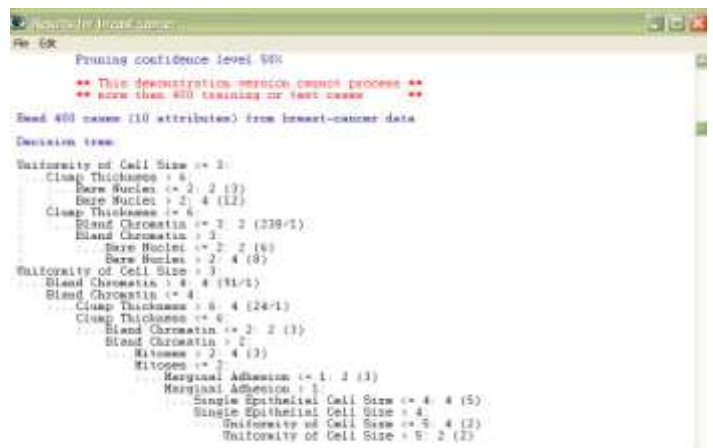 Results for breast-cancer
File Edit
Pruning confidence level 50%
** This demonstration version cannot process **
** more than 400 training or test cases **
Read 400 cases (10 attributes) from breast-cancer data
Decision tree:
Uniformity of Cell Size <= 3:
:...Clump Thickness > 6:
: :...Bare Nuclei <= 2: 2 (3)
: : Bare Nuclei > 2: 4 (12)
: Clump Thickness <= 6:
: :...Bland Chromatin <= 3: 2 (238/1)
: Bland Chromatin > 3:
: :...Bare Nuclei <= 2: 2 (6)
: Bare Nuclei > 2: 4 (8)
Uniformity of Cell Size > 3:
:...Bland Chromatin > 4: 4 (91/1)
Bland Chromatin <= 4:
:...Clump Thickness > 6: 4 (24/1)
Clump Thickness <= 6:
:...Bland Chromatin <= 2: 2 (3)
Bland Chromatin > 2:
:...Mitoses > 2: 4 (3)
Mitoses <= 2:
:...Marginal Adhesion <= 1: 2 (3)
Marginal Adhesion > 1:
:...Single Epithelial Cell Size <= 4: 4 (5)
Single Epithelial Cell Size > 4:
:...Uniformity of Cell Size <= 5: 4 (2)
Uniformity of Cell Size > 5: 2 (2)